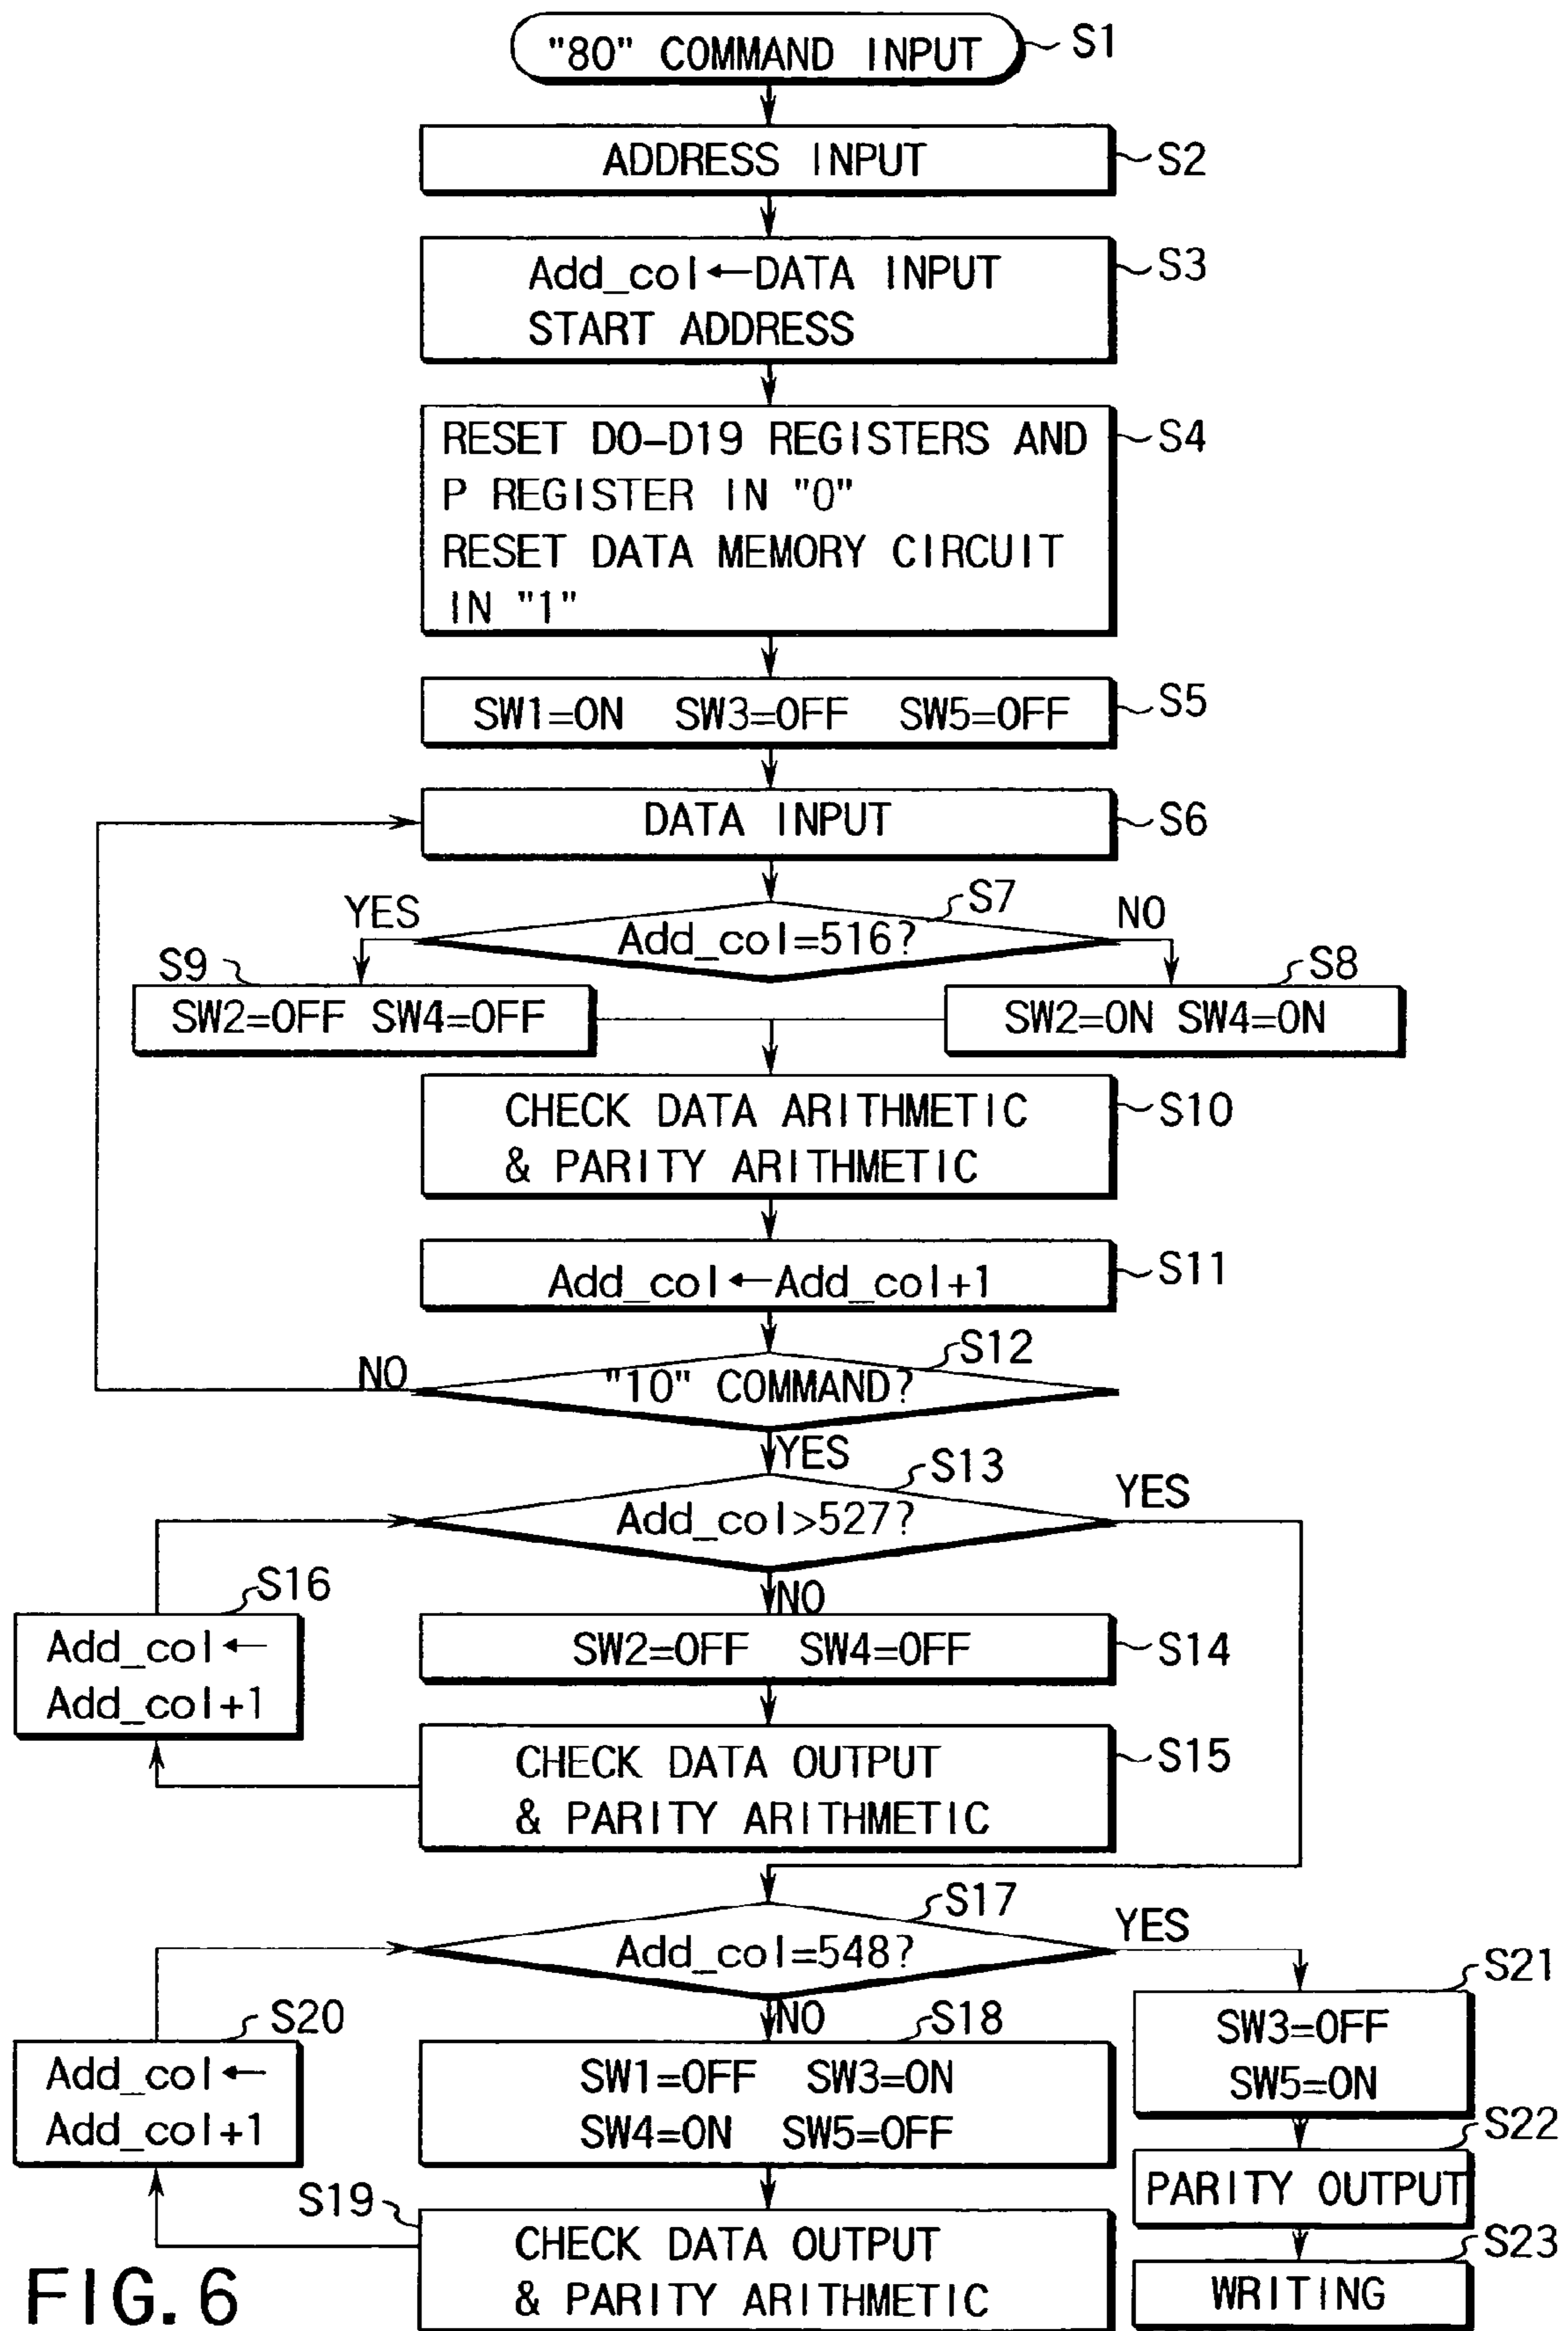 "80" COMMAND INPUT
S1
ADDRESS INPUT
S2
Add_col←DATA INPUT
START ADDRESS
S3
RESET D0-D19 REGISTERS AND
P REGISTER IN "0"
RESET DATA MEMORY CIRCUIT
IN "1"
S4
SW1=ON SW3=OFF SW5=OFF
S5
DATA INPUT
S6
S7
YES
Add_col=516?
NO
S9
SW2=OFF SW4=OFF
S8
SW2=ON SW4=ON
CHECK DATA ARITHMETIC
& PARITY ARITHMETIC
S10
Add_col←Add_col+1
S11
S12
NO
"10" COMMAND?
YES
S13
Add_col>527?
YES
NO
S16
Add_col←
Add_col+1
SW2=OFF SW4=OFF
S14
CHECK DATA OUTPUT
& PARITY ARITHMETIC
S15
S17
Add_col=548?
YES
NO
S20
Add_col←
Add_col+1
S18
SW1=OFF SW3=ON
SW4=ON SW5=OFF
S21
SW3=OFF
SW5=ON
S22
PARITY OUTPUT
S19
CHECK DATA OUTPUT
& PARITY ARITHMETIC
S23
WRITING
FIG. 6